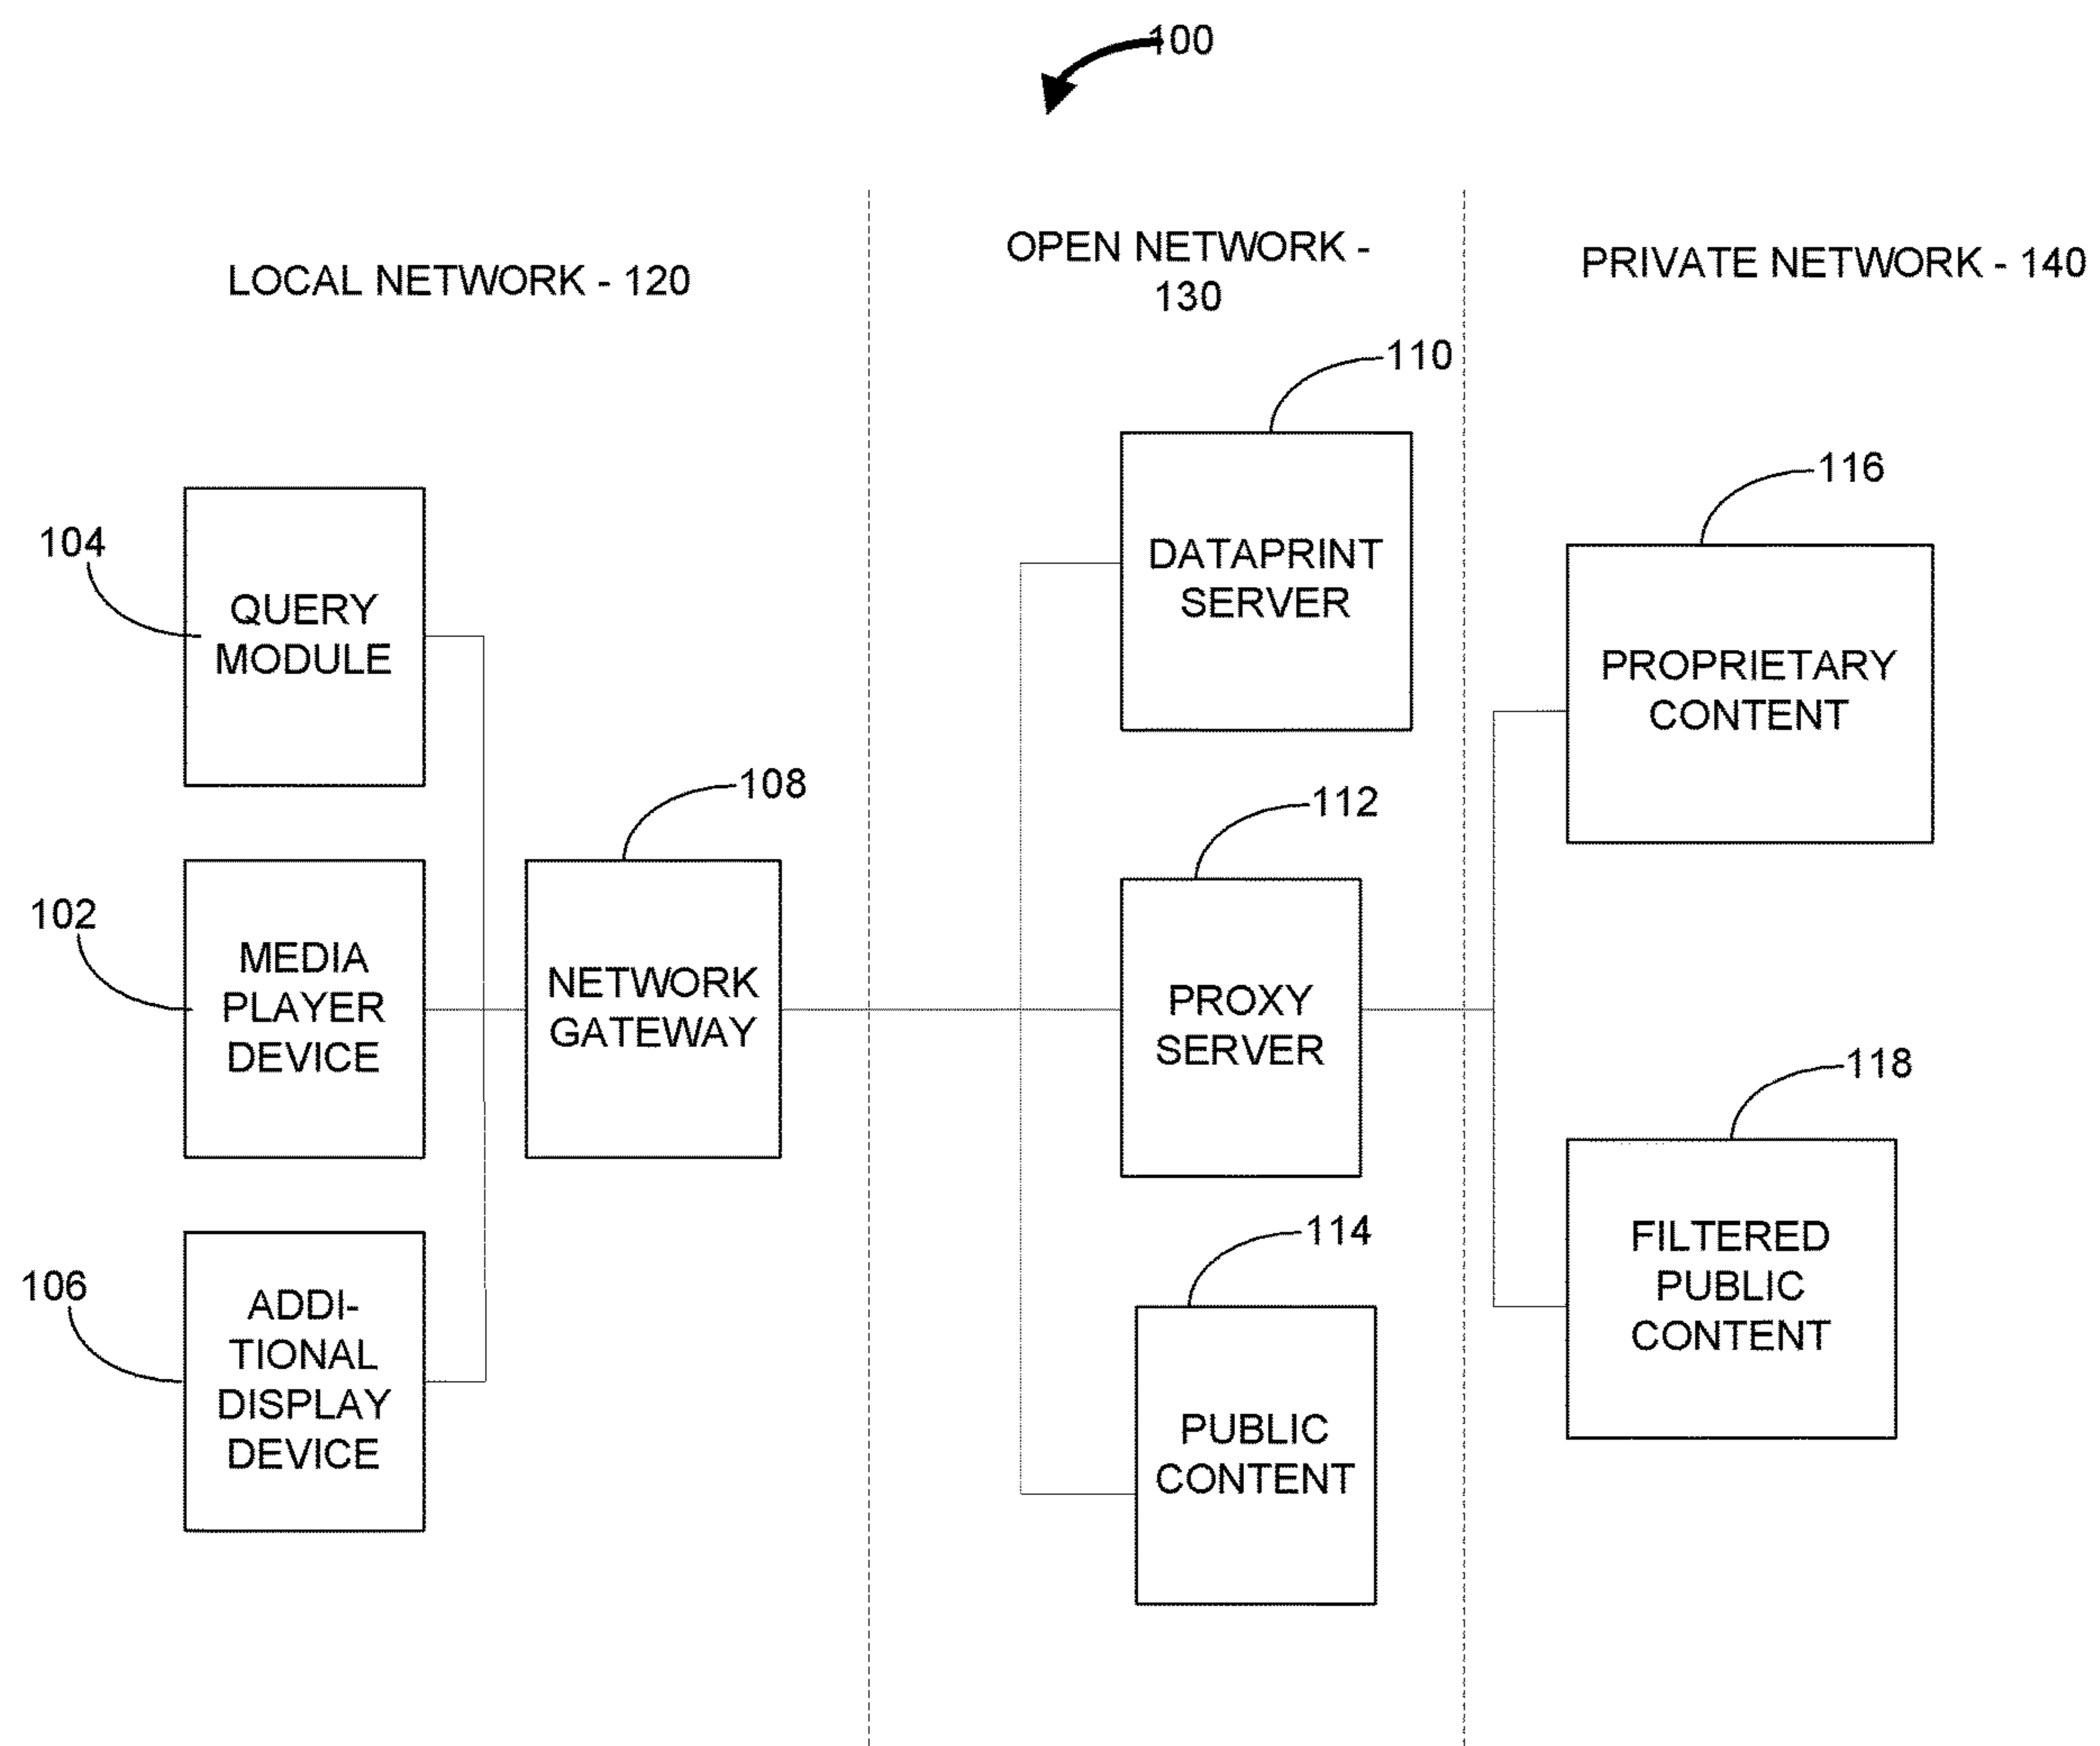 100
LOCAL NETWORK - 120
OPEN NETWORK -
130
PRIVATE NETWORK - 140
104
QUERY
MODULE
102
MEDIA
PLAYER
DEVICE
106
ADDI-
TIONAL
DISPLAY
DEVICE
108
NETWORK
GATEWAY
110
DATAPRINT
SERVER
112
PROXY
SERVER
114
PUBLIC
CONTENT
116
PROPRIETARY
CONTENT
118
FILTERED
PUBLIC
CONTENT